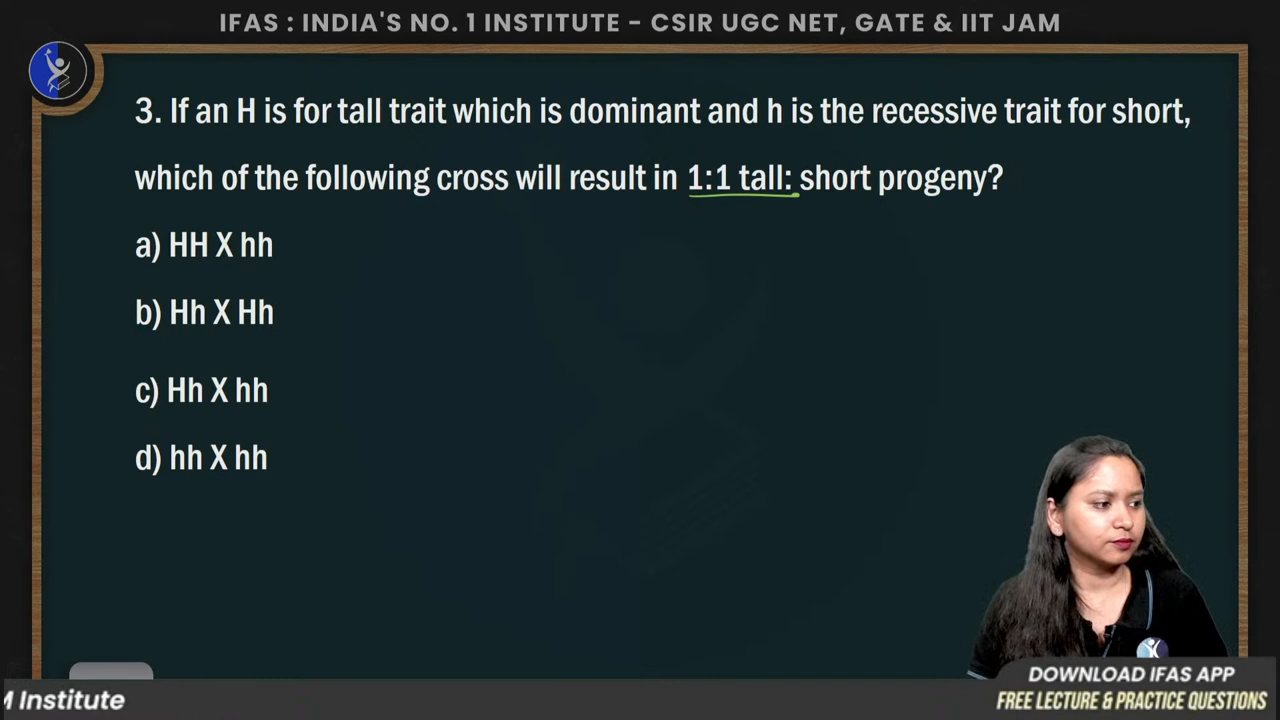 IFAS : INDIA'S NO. 1 INSTITUTE - CSIR UGC NET, GATE & IIT JAM
3. If an H is for tall trait which is dominant and h is the recessive trait for short,
which of the following cross will result in 1:1 tall: short progeny?
a) HH X hh
b) Hh X Hh
c) Hh X hh
d) hh X hh
DOWNLOAD IFAS APP
M Institute
FREE LECTURE & PRACTICE QUESTIONS